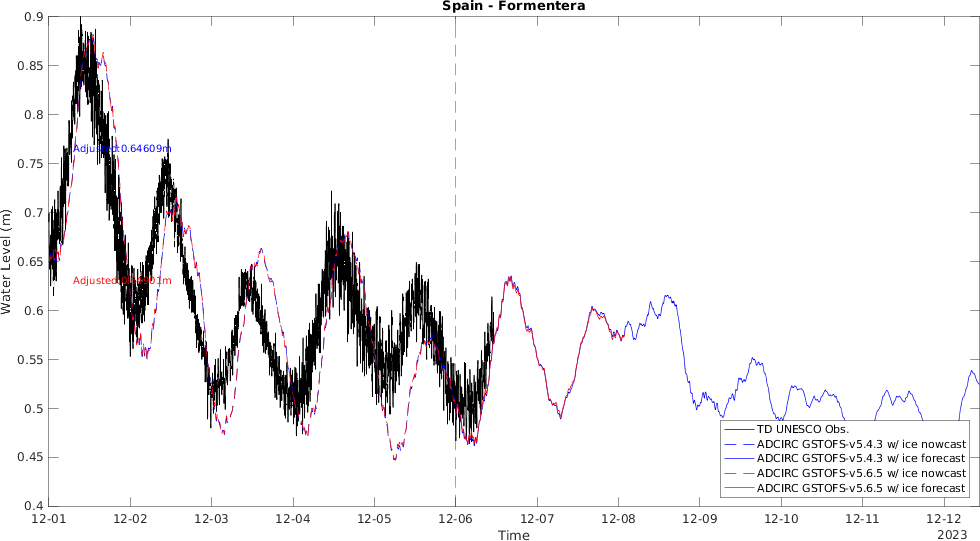 Spain - Formentera
0.9
0.85
0.8
0.75
0.7
0.65
0.6
0.55
0.5
0.45
0.4
Water Level (m)
Adjusted:0.64609m
12-01
12-02
12-03
12-04
12-05
12-06
12-07
12-08
12-09
12-10
12-11
12-12
2023
Time
TD UNESCO Obs.
ADCIRC GSTOFS-v5.4.3 w/ ice nowcast
ADCIRC GSTOFS-v5.4.3 w/ ice forecast
ADCIRC GSTOFS-v5.6.5 w/ ice nowcast
ADCIRC GSTOFS-v5.6.5 w/ ice forecast